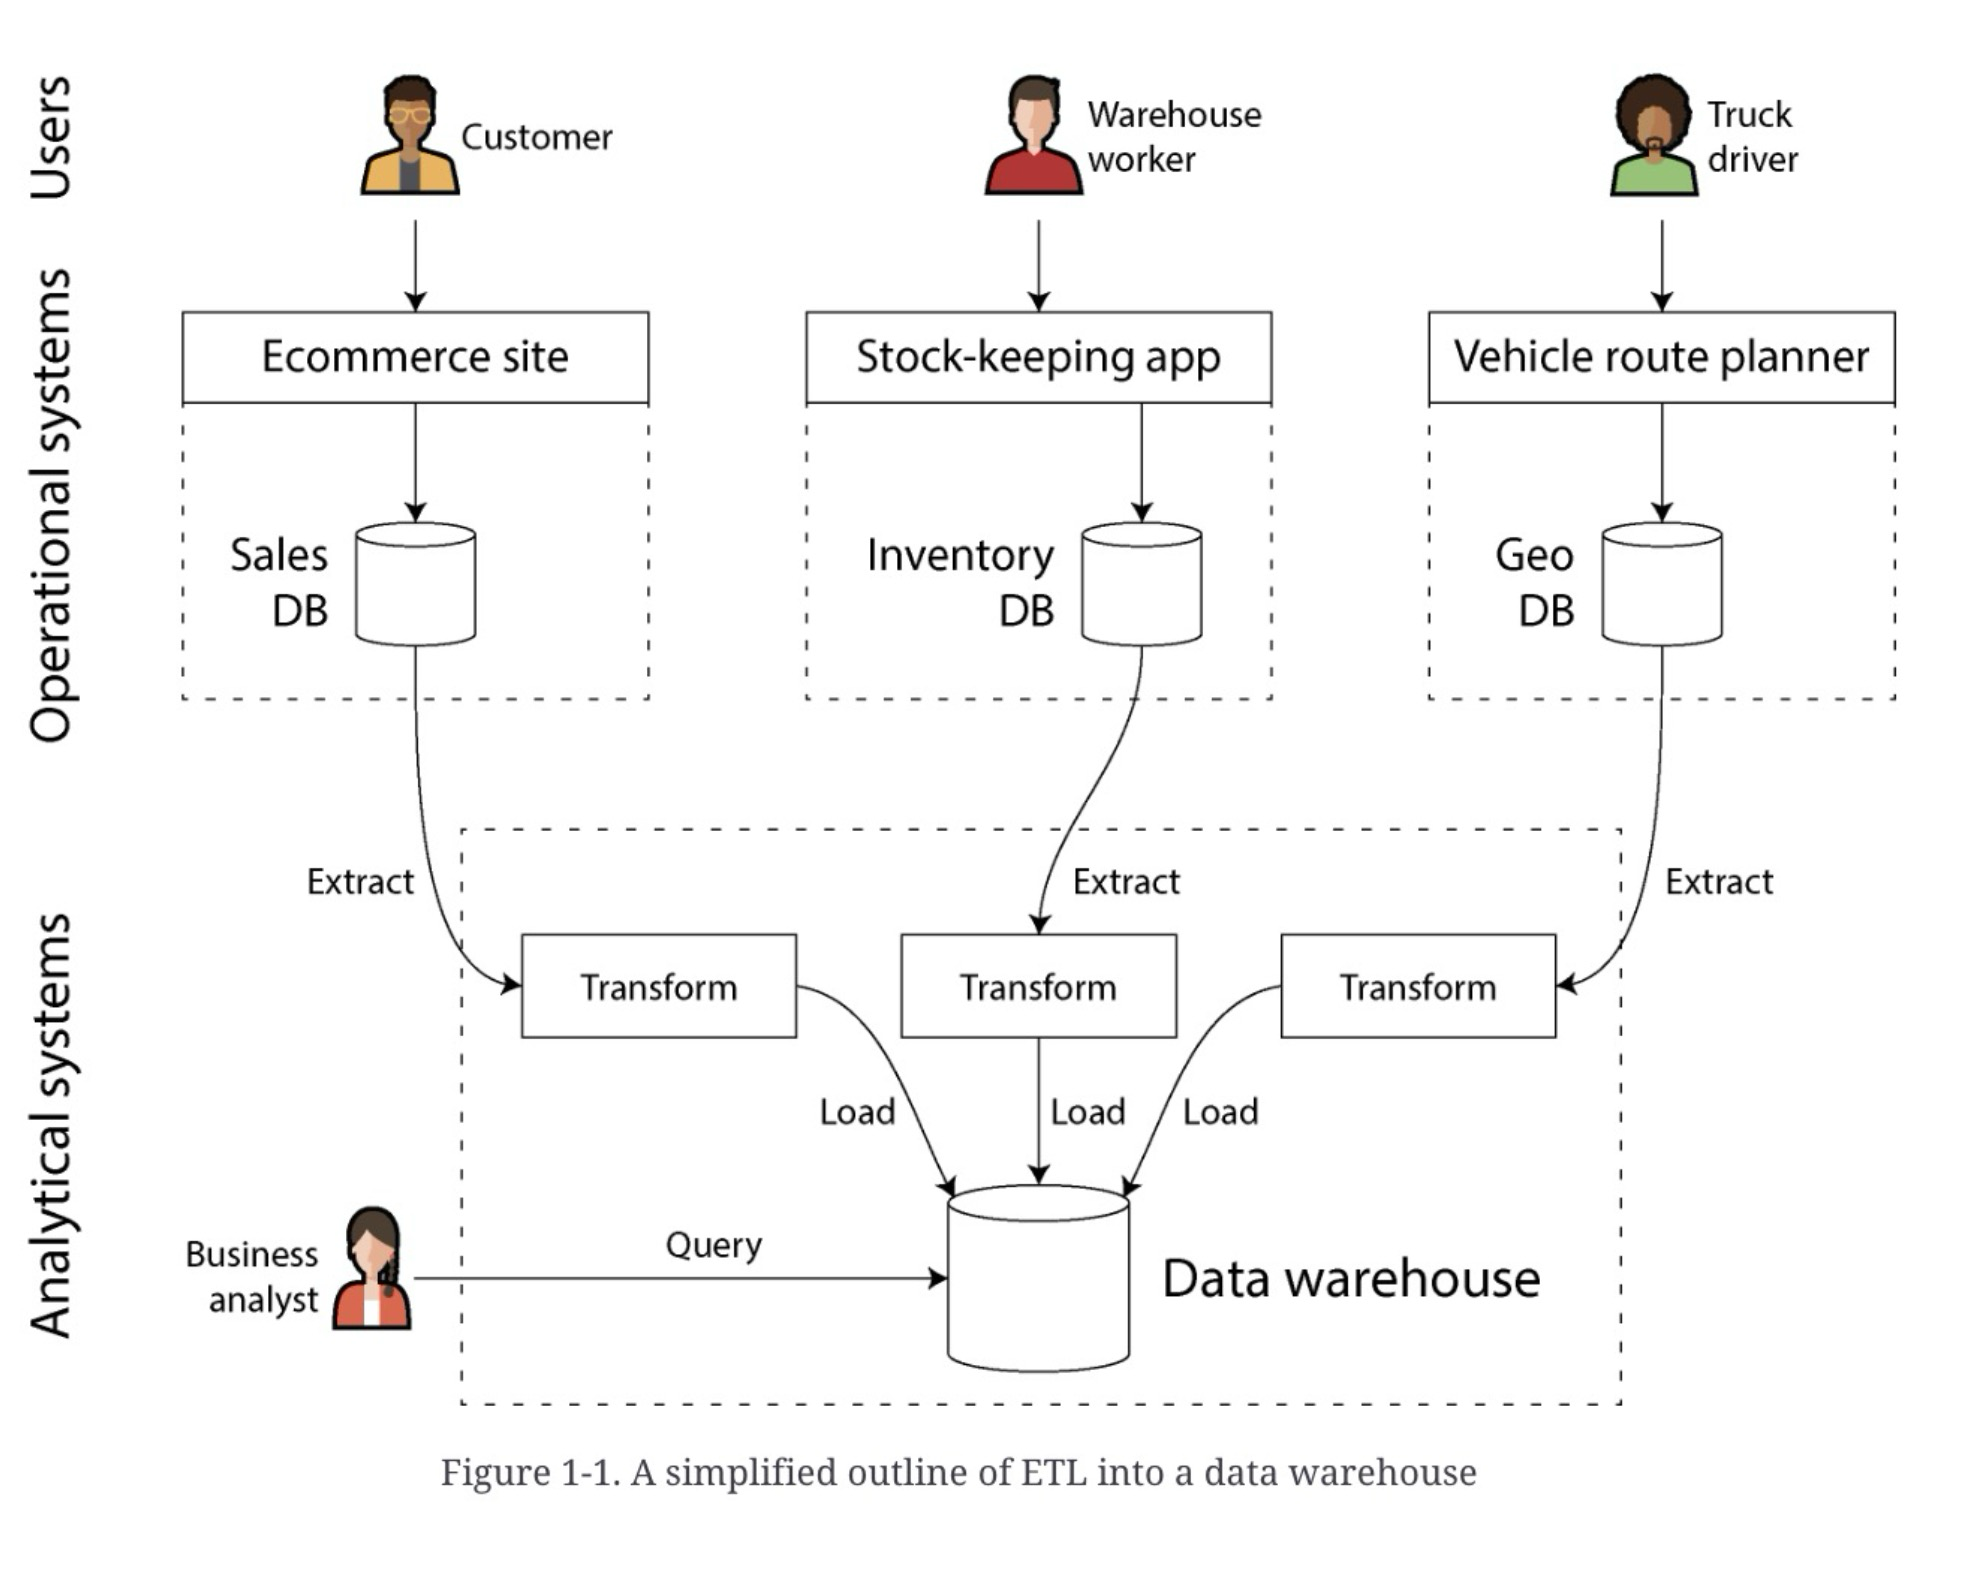 Users
Customer
Warehouse
worker
Truck
driver
Operational systems
Ecommerce site
Stock-keeping app
Vehicle route planner
Sales
DB
Inventory
DB
Geo
DB
Analytical systems
Extract
Extract
Extract
Transform
Transform
Transform
Load
Load
Load
Business
analyst
Query
Data warehouse
Figure 1-1. A simplified outline of ETL into a data warehouse